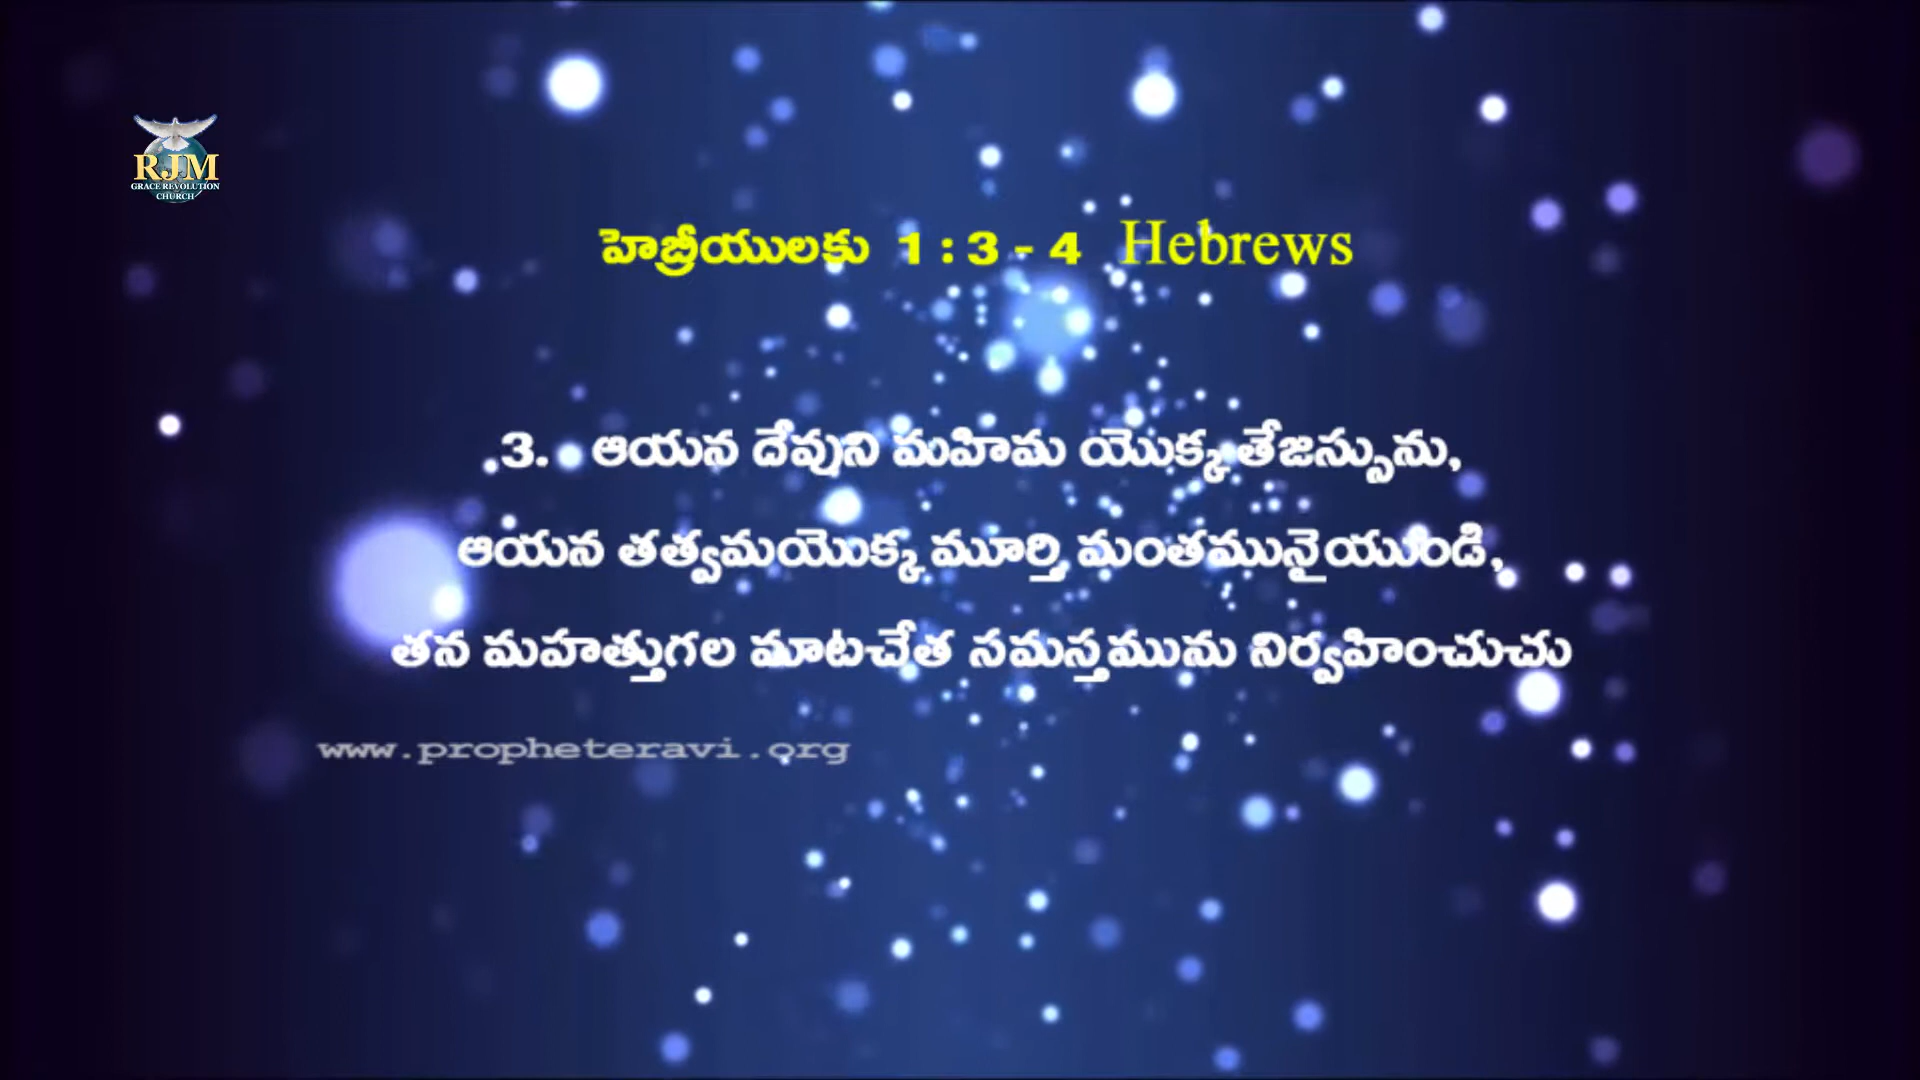 RJM
GRACE REVOLUTION
CHURCH
హెబ్రీయులకు 1 : 3 - 4 Hebrews
3. ఆయన దేవుని మహిమ యొక్క తేజస్సును,
ఆయన తత్వమయొక్క మూర్తి మంతమునైయుండి,
తన మహత్తుగల మాటచేత సమస్తమును నిర్వహించుచు
www.propheteravi.org